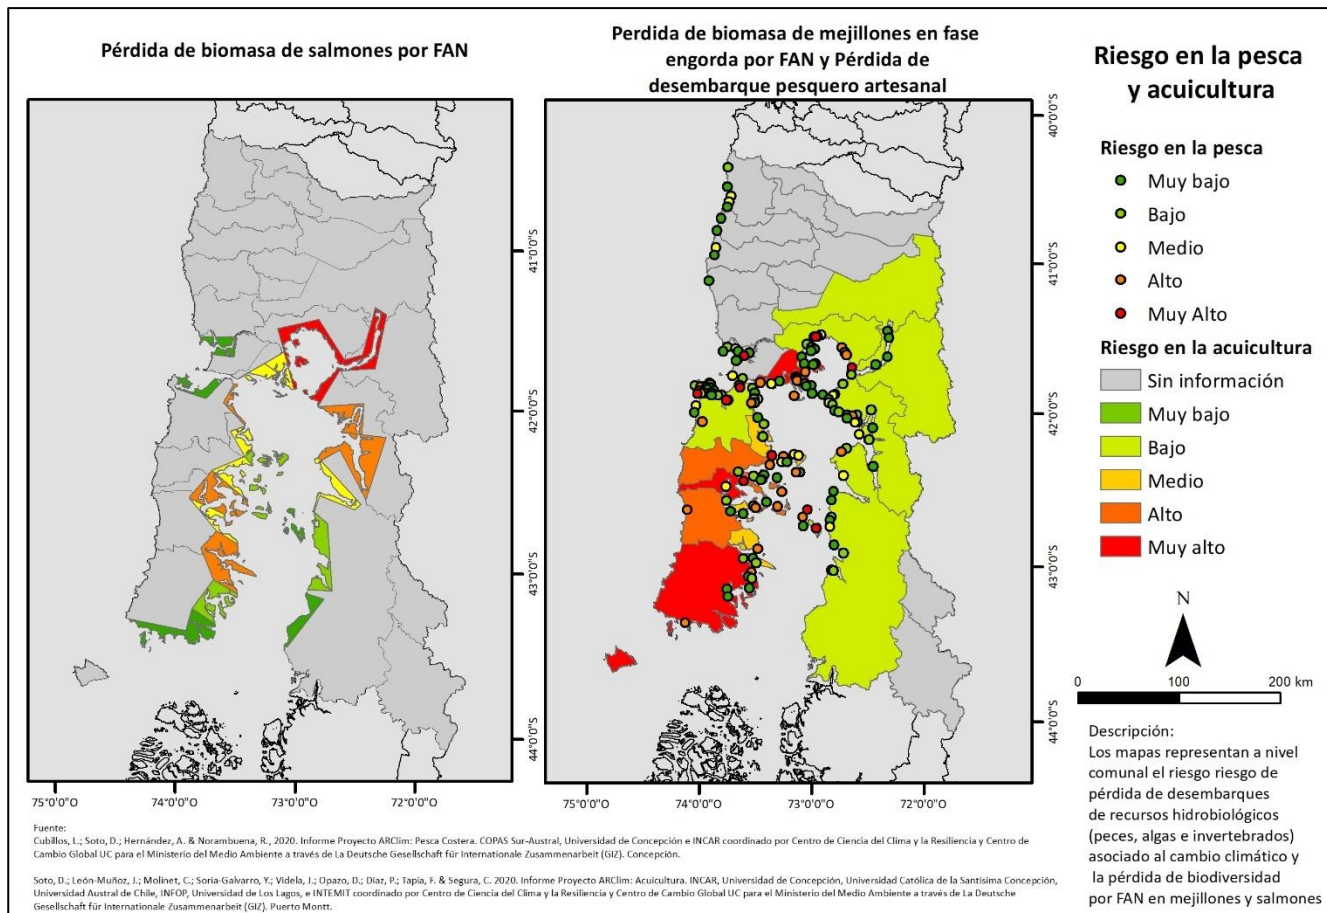 Pérdida de biomasa de salmones por FAN
Perdida de biomasa de mejillones en fase
engorda por FAN y Pérdida de
desembarque pesquero artesanal
Riesgo en la pesca
y acuicultura
Riesgo en la pesca
Muy bajo
Bajo
Medio
Alto
Muy Alto
Riesgo en la acuicultura
Sin información
Muy bajo
Bajo
Medio
Alto
Muy alto
N
0 100 200 km
Descripción:
Los mapas representan a nivel
comunal el riesgo riesgo de
pérdida de desembarques
de recursos hidrobiológicos
(peces, algas e invertebrados)
asociado al cambio climático y
la pérdida de biodiversidad
por FAN en mejillones y salmones
41°0'0"S
42°0'0"S
43°0'0"S
44°0'0"S
75°0'0"O 74°0'0"O 73°0'0"O 72°0'0"O
40°0'0"S
41°0'0"S
42°0'0"S
43°0'0"S
44°0'0"S
75°0'0"O 74°0'0"O 73°0'0"O 72°0'0"O
Fuente:
Cubillos, L.; Soto, D.; Hernández, A. & Norambuena, R., 2020. Informe Proyecto ARClim: Pesca Costera. COPAS Sur-Austral, Universidad de Concepción e INCAR coordinado por Centro de Ciencia del Clima y la Resiliencia y Centro de
Cambio Global UC para el Ministerio del Medio Ambiente a través de La Deutsche Gesellschaft für Internationale Zusammenarbeit (GIZ). Concepción.
Soto, D.; León-Muñoz, J.; Molinet, C.; Soria-Galvarro, Y.; Videla, J.; Opazo, D.; Díaz, P.; Tapia, F. & Segura, C. 2020. Informe Proyecto ARClim: Acuicultura. INCAR, Universidad de Concepción, Universidad Católica de la Santísima Concepción,
Universidad Austral de Chile, INFOP, Universidad de Los Lagos, e INTEMIT coordinado por Centro de Ciencia del Clima y la Resiliencia y Centro de Cambio Global UC para el Ministerio del Medio Ambiente a través de La Deutsche
Gesellschaft für Internationale Zusammenarbeit (GIZ). Puerto Montt.